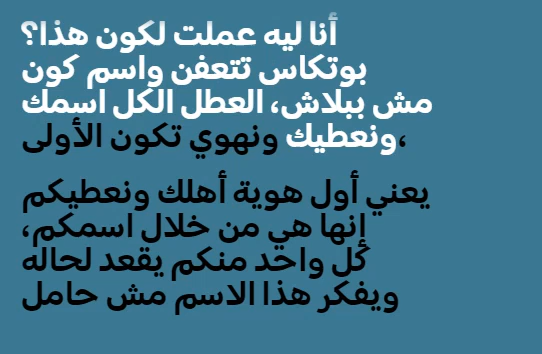 أنا ليه عملت لكون هذا؟
بوتكاس تتعفن واسم كون
مش ببلاش، العطل الكل اسمك
ونعطيك ونهوي تكون الأولى،
يعني أول هوية أهلك ونعطيكم
إنها هي من خلال اسمكم،
كل واحد منكم يقعد لحاله
ويفكر هذا الاسم مش حامل